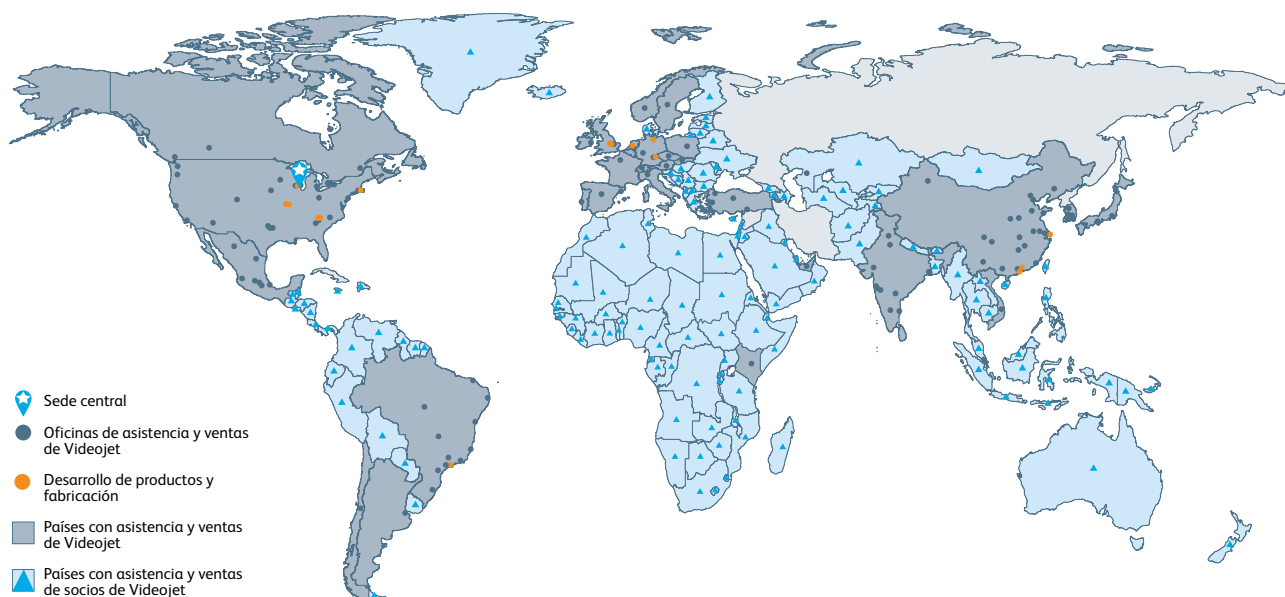 Sede central
Oficinas de asistencia y ventas
de Videojet
Desarrollo de productos y
fabricación
Países con asistencia y ventas
de Videojet
Países con asistencia y ventas
de socios de Videojet